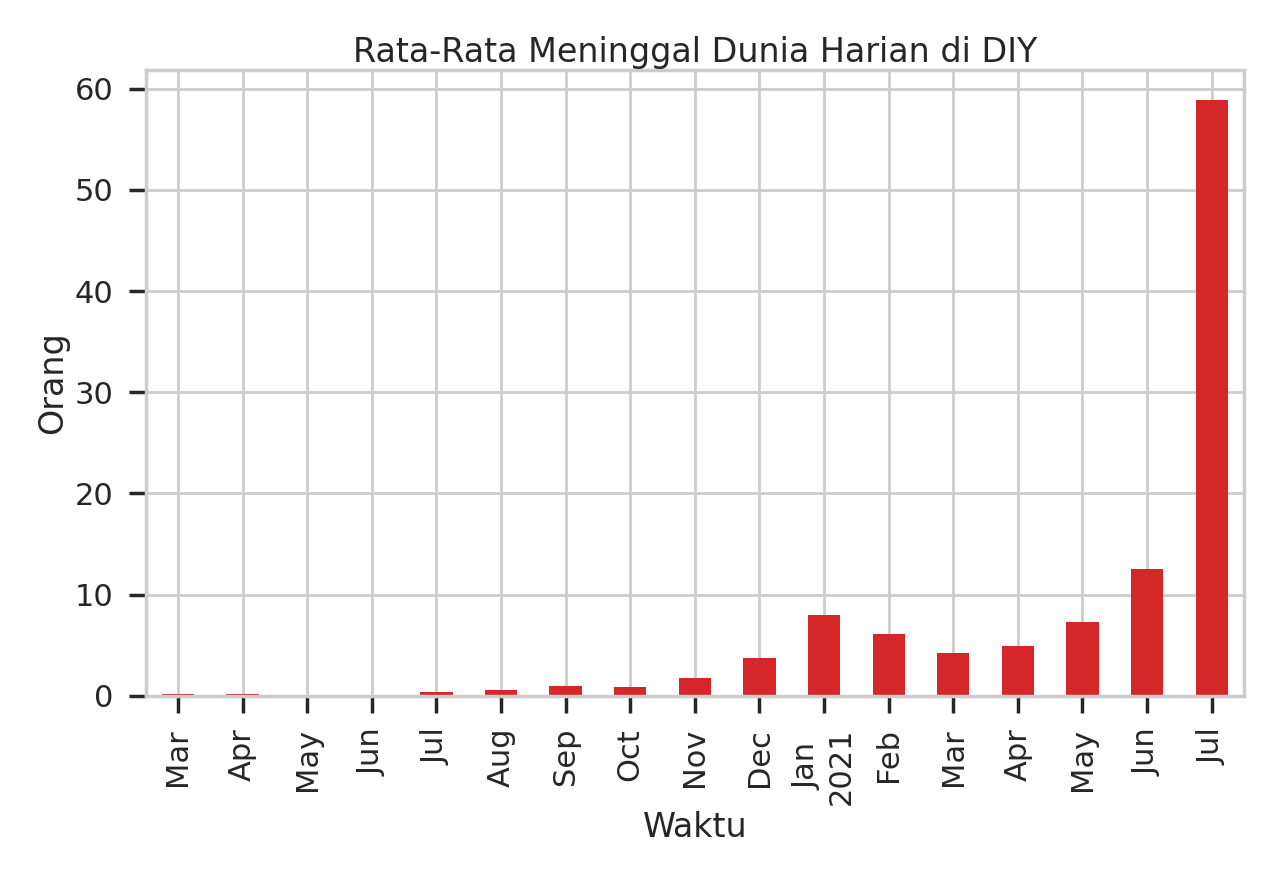 Rata-Rata Meninggal Dunia Harian di DIY
60
50
40
30
20
10
0
Orang
Mar
Apr
May
Jun
Jul
Aug
Sep
Oct
Nov
Dec
Jan
2021
Feb
Mar
Apr
May
Jun
Jul
Waktu